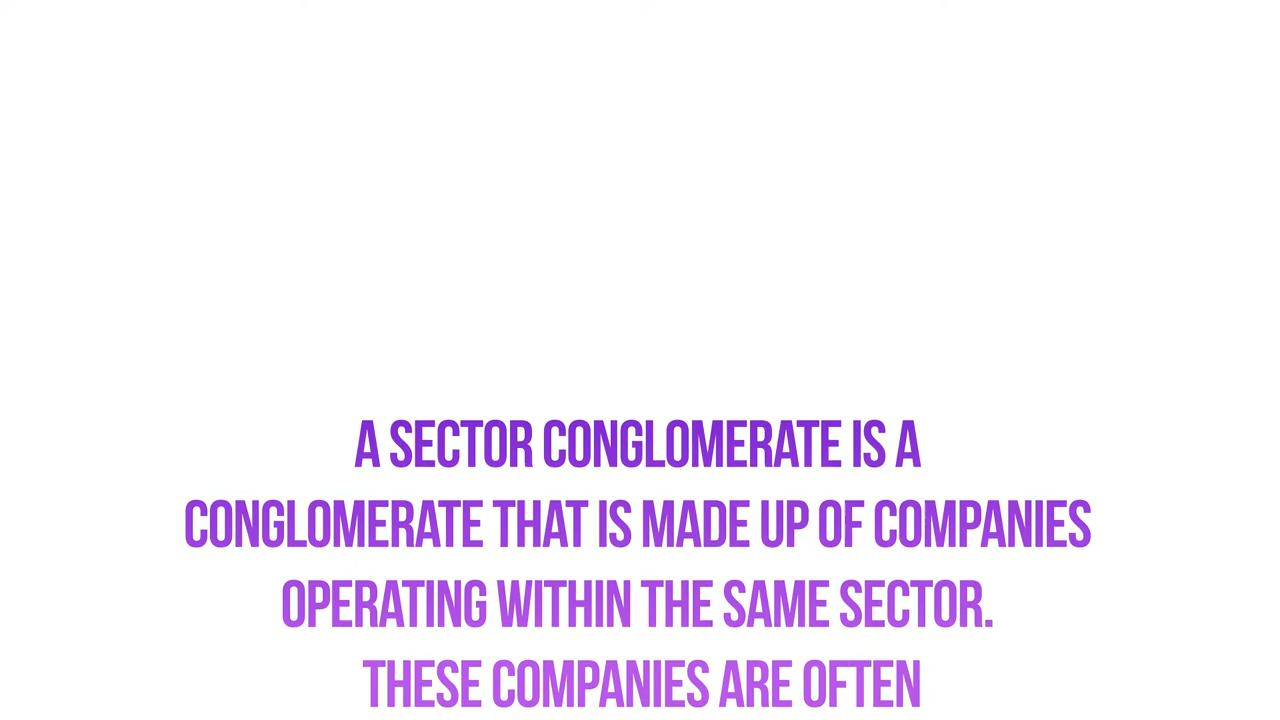 A SECTOR CONGLOMERATE IS A
CONGLOMERATE THAT IS MADE UP OF COMPANIES
OPERATING WITHIN THE SAME SECTOR.
THESE COMPANIES ARE OFTEN